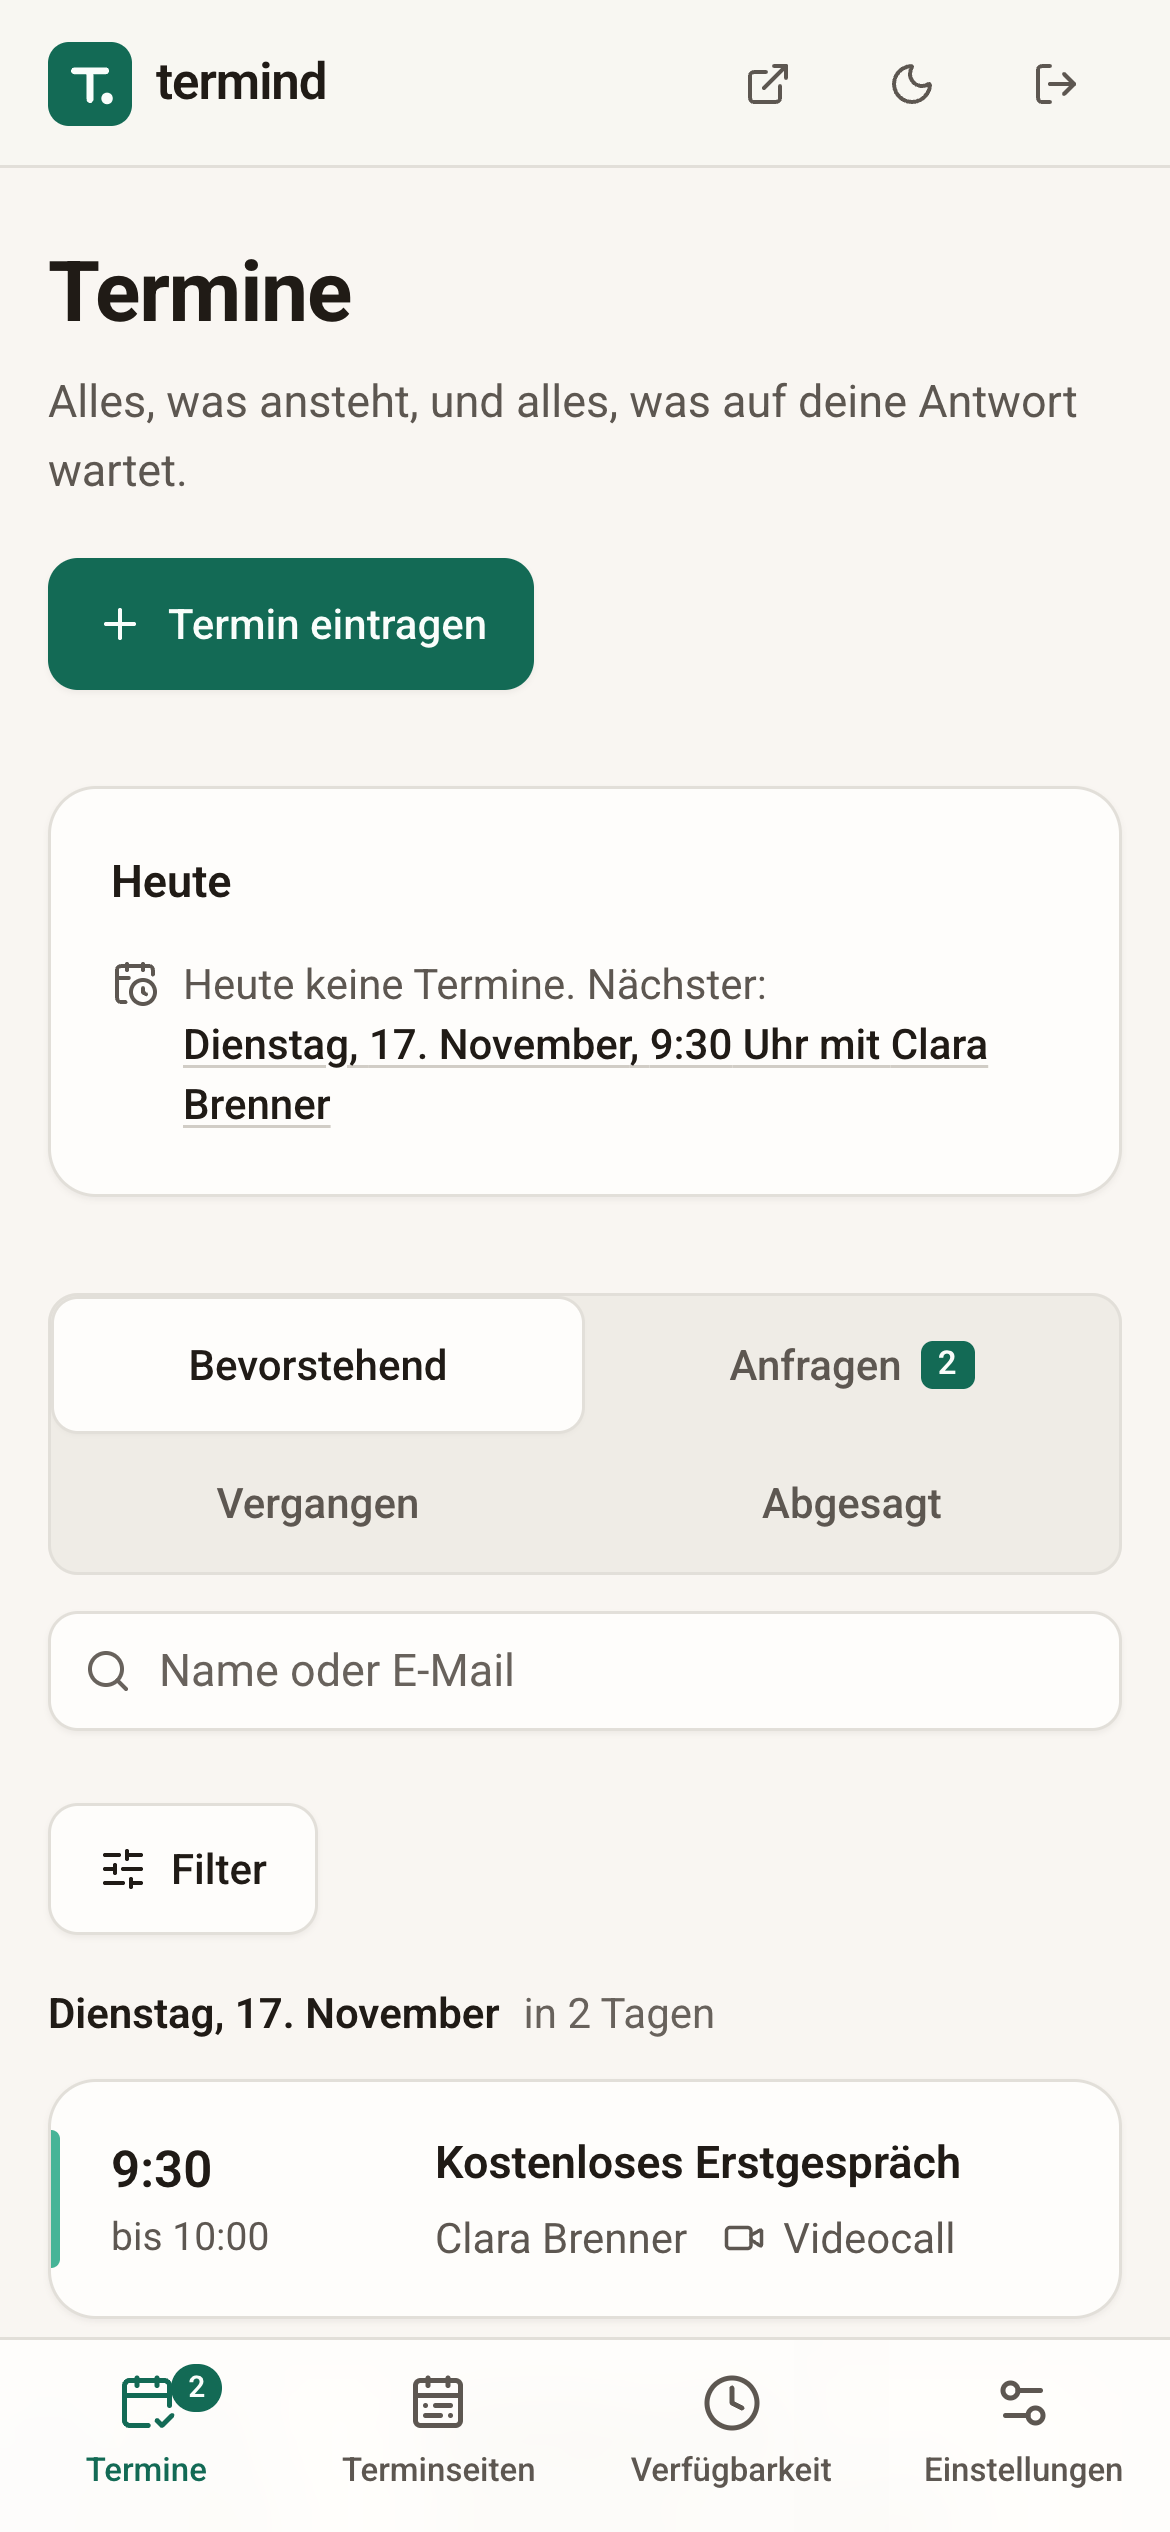 T. termind
Termine
Alles, was ansteht, und alles, was auf deine Antwort
wartet.
+ Termin eintragen
Heute
Heute keine Termine. Nächster:
Dienstag, 17. November, 9:30 Uhr mit Clara
Brenner
Bevorstehend Anfragen 2
Vergangen Abgesagt
Name oder E-Mail
Filter
Dienstag, 17. November in 2 Tagen
9:30 Kostenloses Erstgespräch
bis 10:00 Clara Brenner Videocall
2
Termine Terminseiten Verfügbarkeit Einstellungen